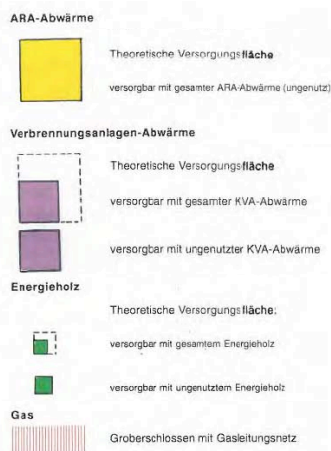 ARA-Abwärme
Theoretische Versorgungsfläche
versorgbar mit gesamter ARA-Abwärme (ungenutzt)
Verbrennungsanlagen-Abwärme
Theoretische Versorgungsfläche
versorgbar mit gesamter KVA-Abwärme
versorgbar mit ungenutzter KVA-Abwärme
Energieholz
Theoretische Versorgungsfläche:
versorgbar mit gesamtem Energieholz
versorgbar mit ungenutztem Energieholz
Gas
Groberschlossen mit Gasleitungsnetz